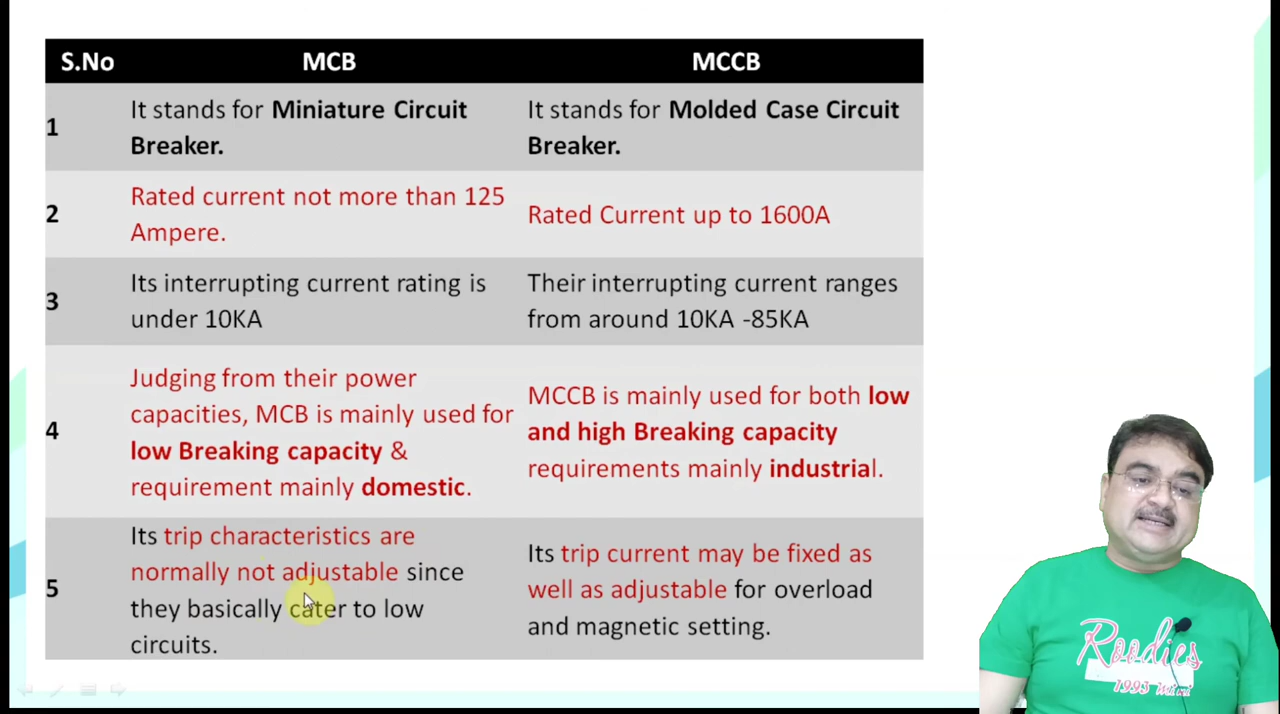 S.No MCB MCCB
1 It stands for Miniature Circuit Breaker. It stands for Molded Case Circuit Breaker.
2 Rated current not more than 125 Ampere. Rated Current up to 1600A
3 Its interrupting current rating is under 10KA Their interrupting current ranges from around 10KA -85KA
4 Judging from their power capacities, MCB is mainly used for low Breaking capacity & requirement mainly domestic. MCCB is mainly used for both low and high Breaking capacity requirements mainly industrial.
5 Its trip characteristics are normally not adjustable since they basically cater to low circuits. Its trip current may be fixed as well as adjustable for overload and magnetic setting.
Roodies
1993